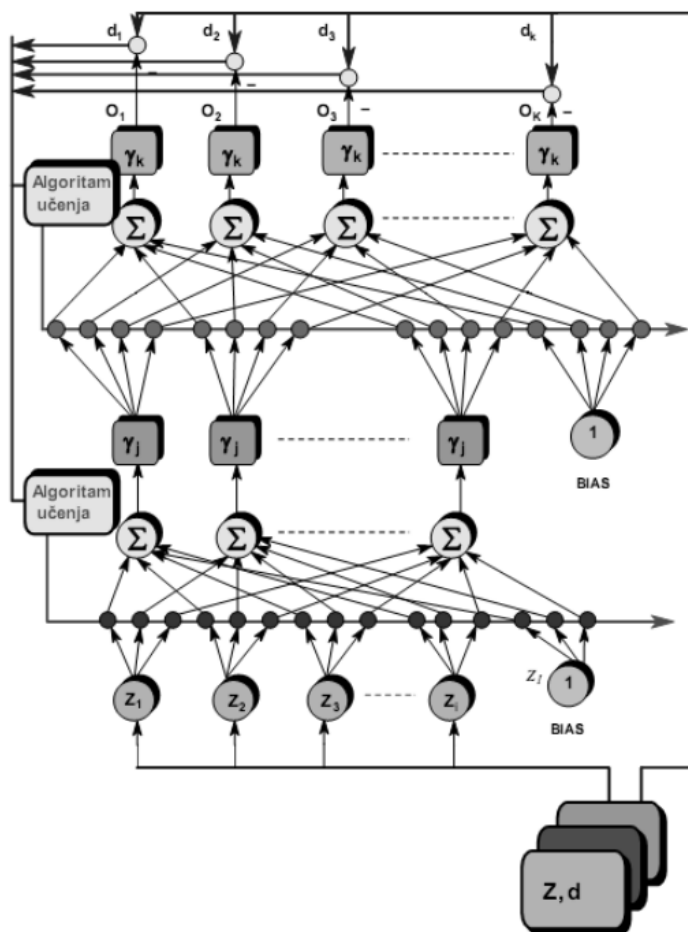 d1 d2 d3 dk
– – – –
O1 O2 O3 OK
γk γk γk γk
Algoritam
učenja
Σ Σ Σ Σ
γj γj γj 1
BIAS
Algoritam
učenja
Σ Σ Σ
z1 z2 z3 zi zI 1
BIAS
Z, d